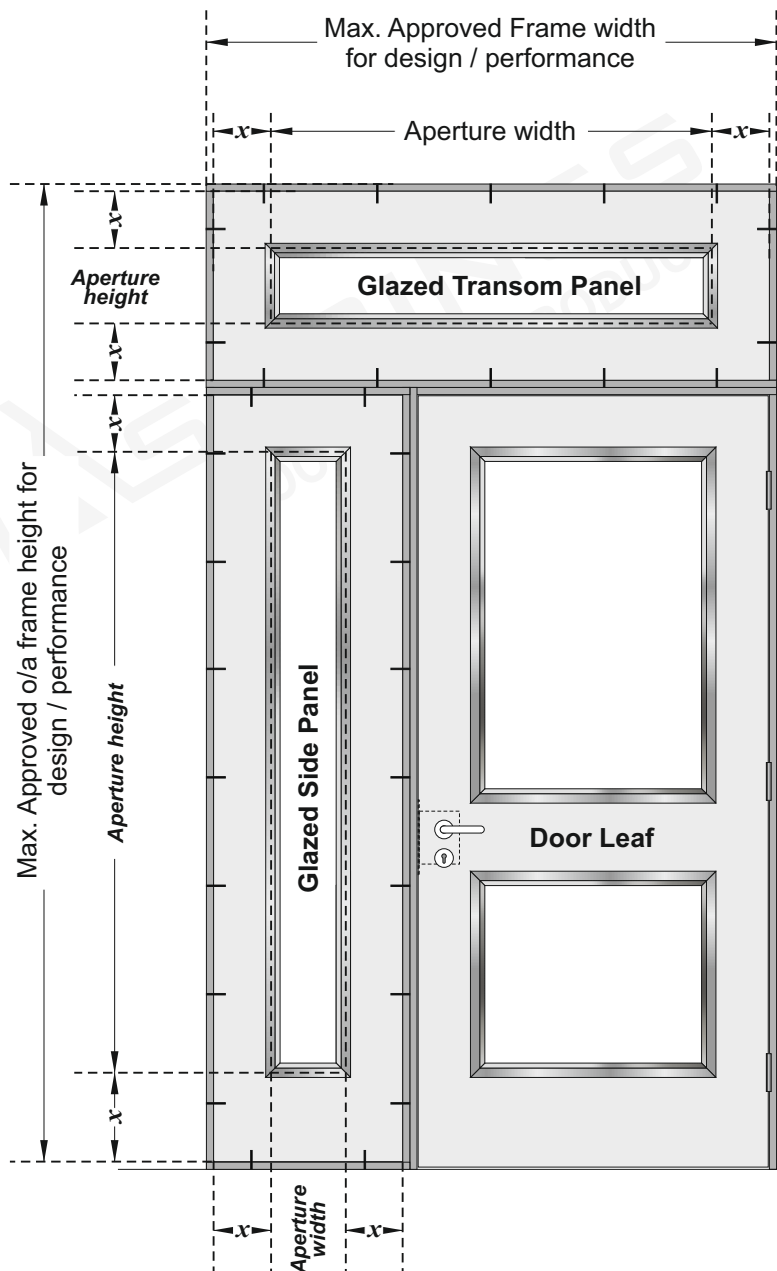 Max. Approved Frame width
for design / performance
x
Aperture width
x
x
Aperture
height
x
Glazed Transom Panel
x
Max. Approved o/a frame height for
design / performance
Aperture height
Glazed Side Panel
Door Leaf
x
x
Aperture
width
x